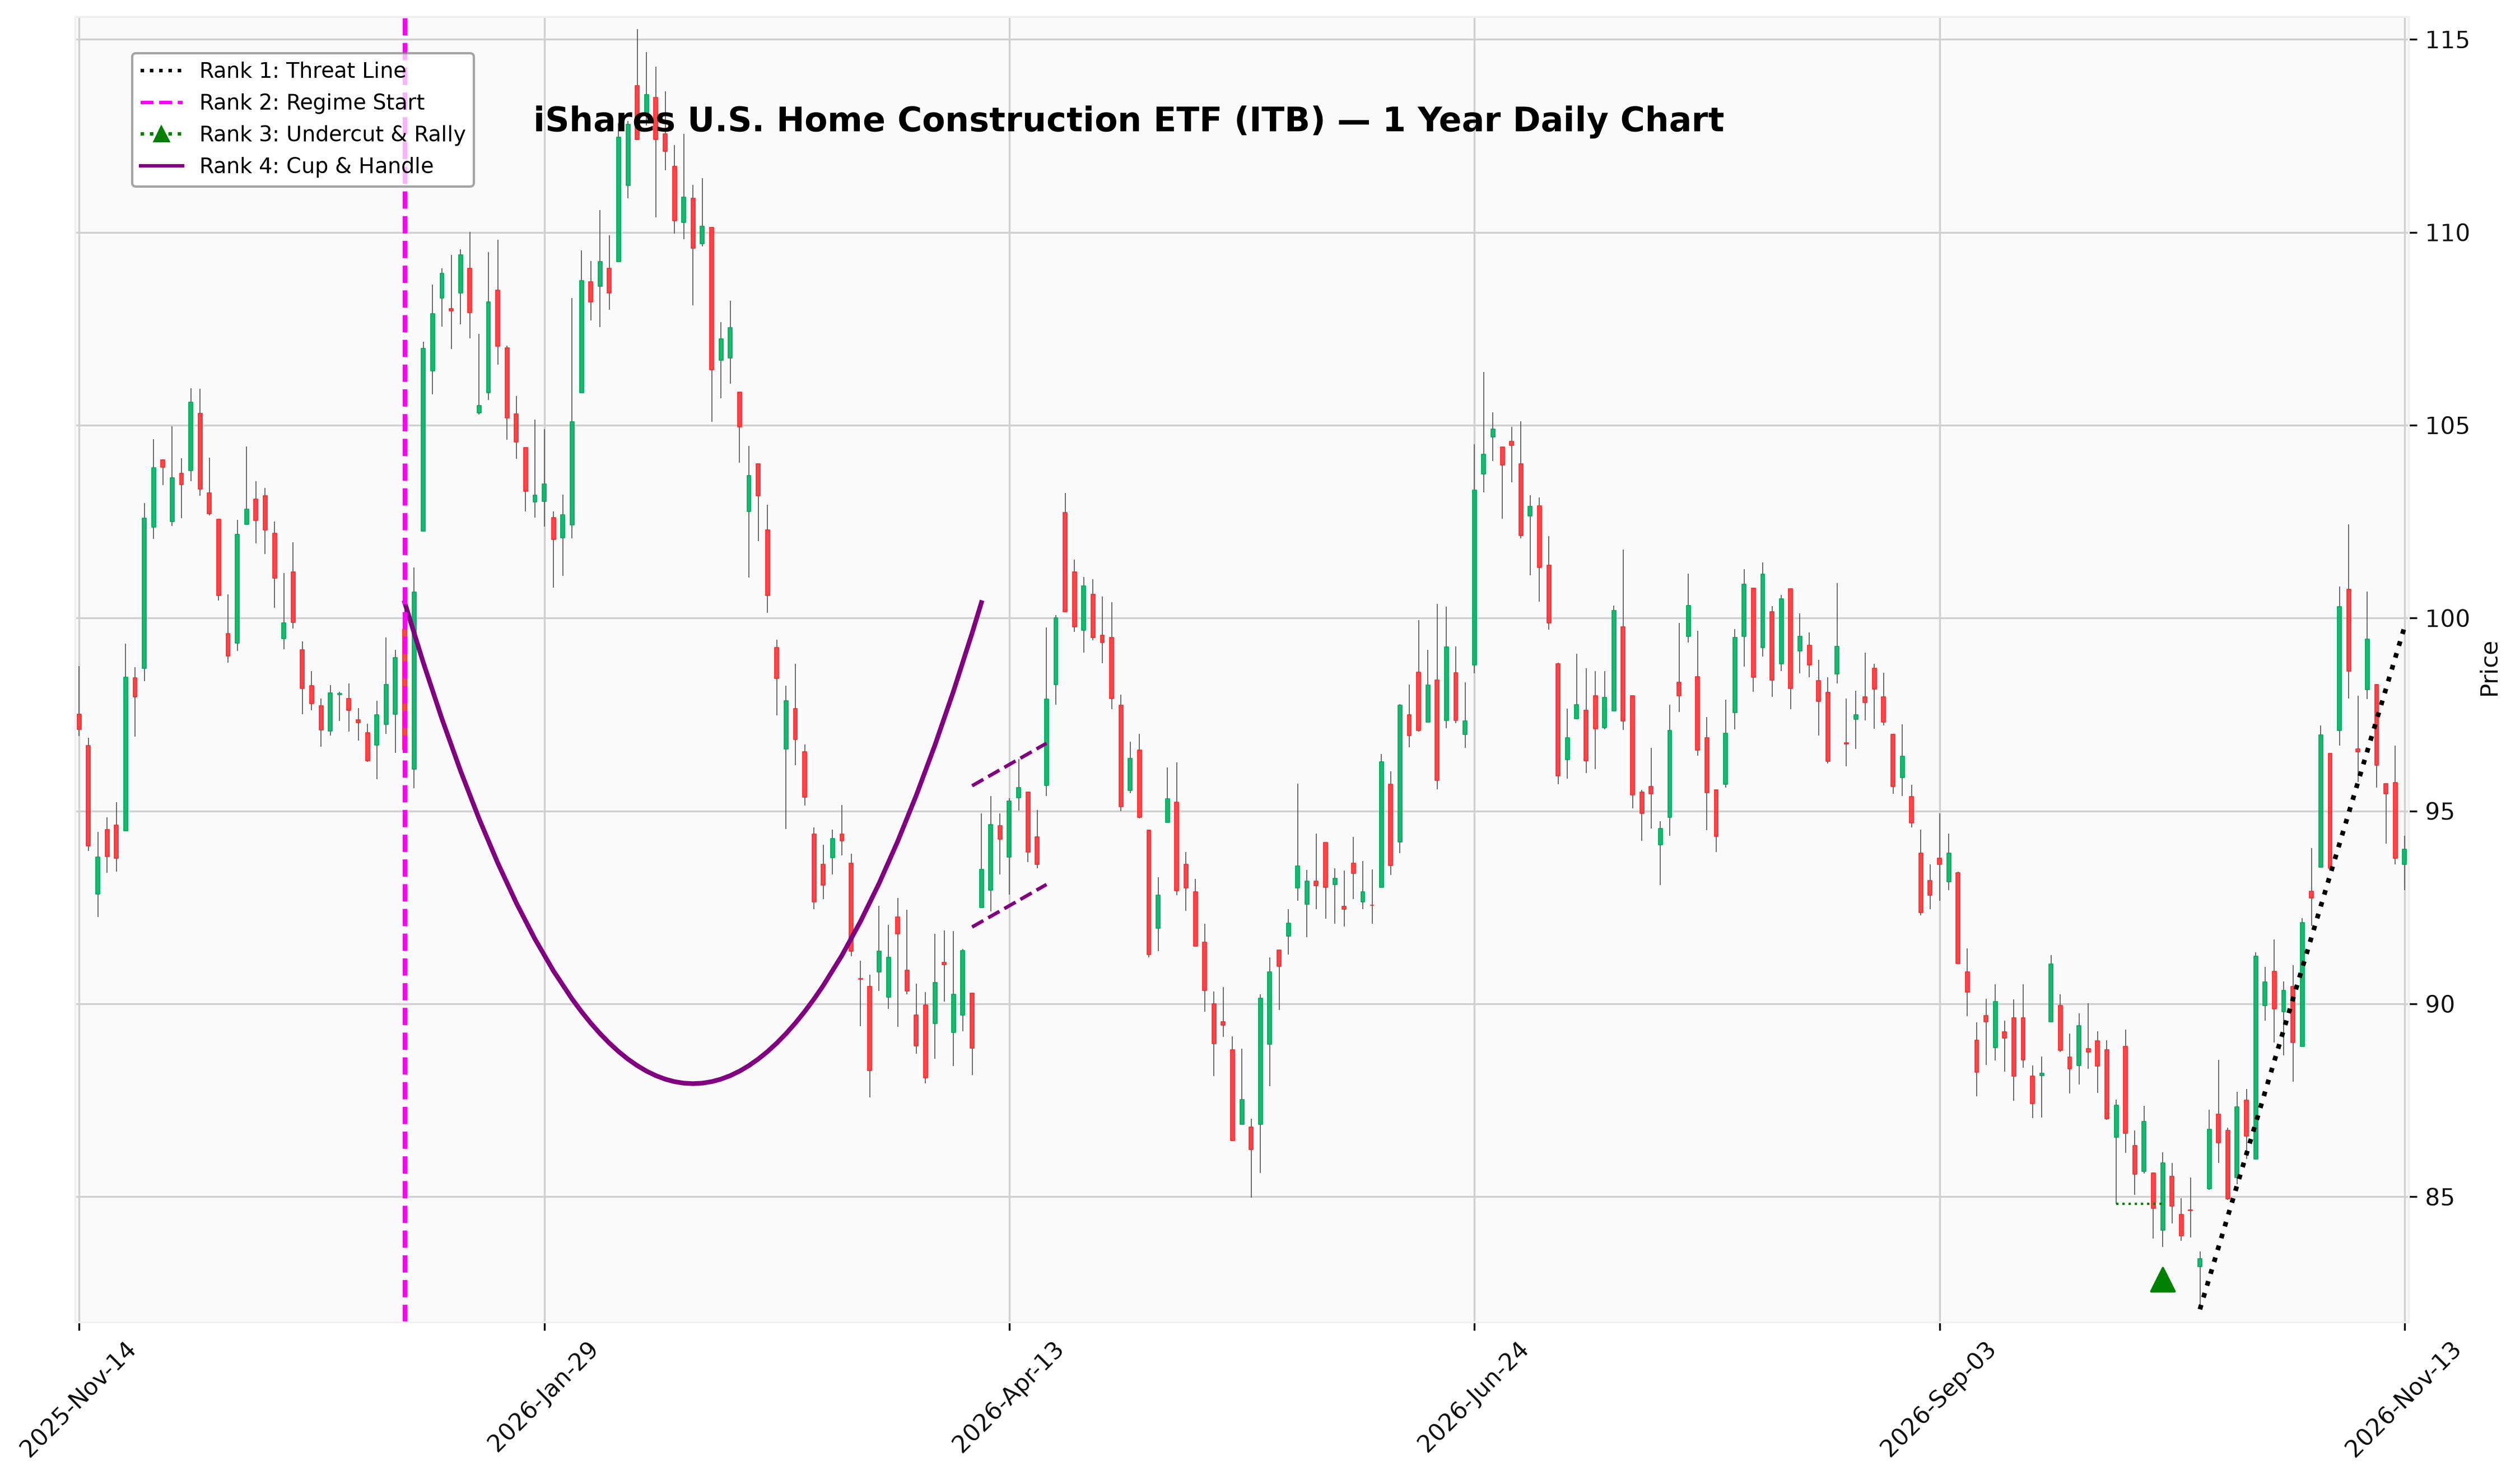 Rank 1: Threat Line
Rank 2: Regime Start
Rank 3: Undercut & Rally
Rank 4: Cup & Handle
iShares U.S. Home Construction ETF (ITB) — 1 Year Daily Chart
115
110
105
100
95
90
85
Price
2025-Nov-14
2026-Jan-29
2026-Apr-13
2026-Jun-24
2026-Sep-03
2026-Nov-13